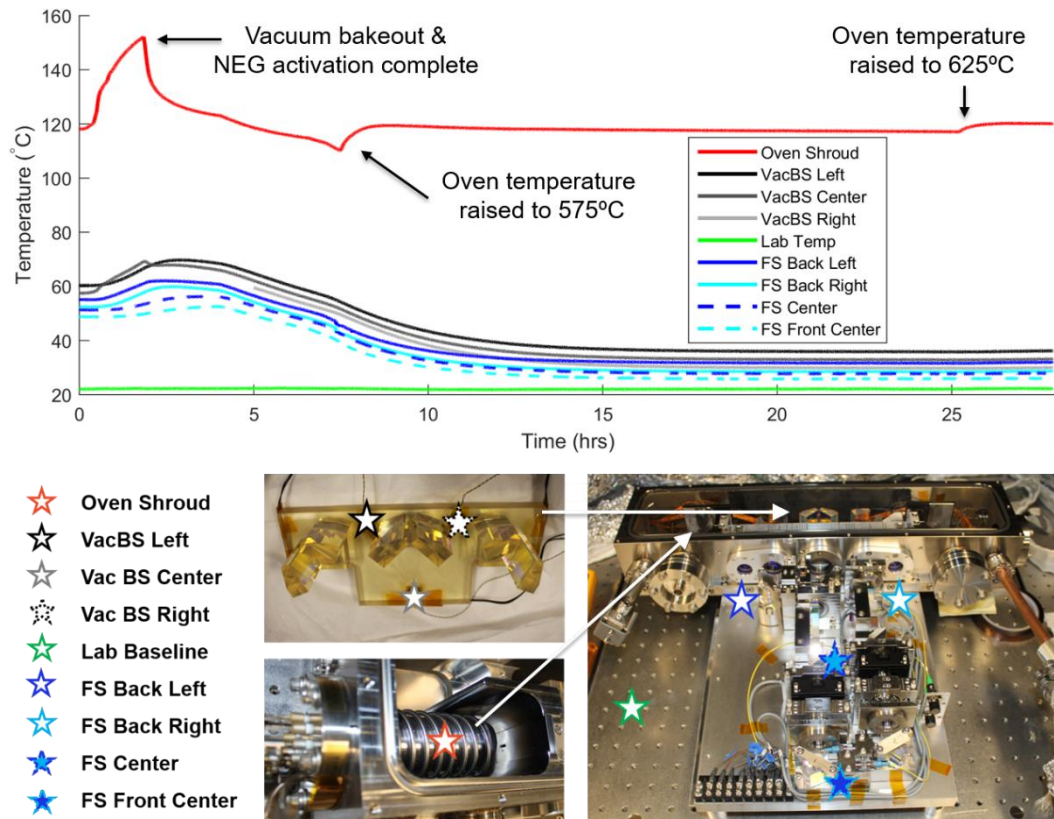 160
140
120
100
80
60
40
20
0
5
10
15
20
25
Temperature (°C)
Time (hrs)
Vacuum bakeout &
NEG activation complete
Oven temperature
raised to 575ºC
Oven temperature
raised to 625ºC
Oven Shroud
VacBS Left
VacBS Center
VacBS Right
Lab Temp
FS Back Left
FS Back Right
FS Center
FS Front Center
Oven Shroud
VacBS Left
Vac BS Center
Vac BS Right
Lab Baseline
FS Back Left
FS Back Right
FS Center
FS Front Center